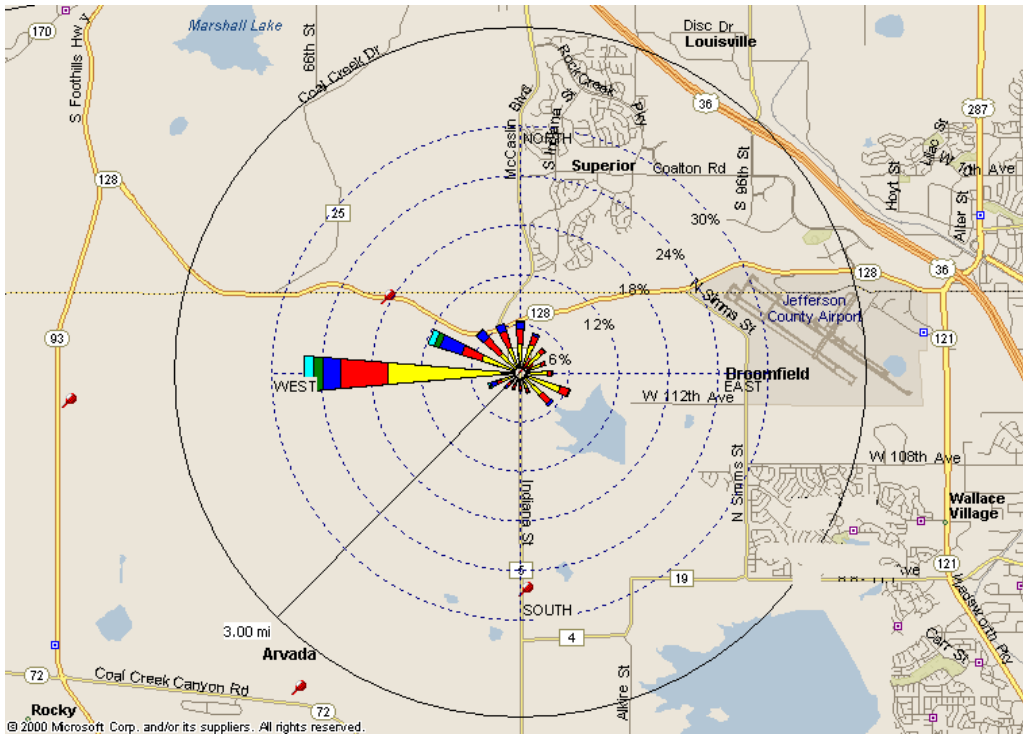 Marshall Lake
170
S Foothills Hwy
66th St
Coal Creek Dr
Disc Dr
Louisville
Rock Creek
Pky
36
287
McCaslin Blvd
NORTH
S Indiana St
Superior
Coalton Rd
S 96th St
Lilac St
W
7th Ave
Hoyt St
Alter St
128
25
30%
24%
18%
12%
6%
128
N Simms St
128
36
Jefferson
County Airport
93
121
WEST
Broomfield
EAST
W 112th Ave
W 108th Ave
N Simms St
Indiana St
Wallace
Village
5
19
121
SOUTH
Wadsworth Pky
3.00 mi
4
Arvada
Carr St
72
Coal Creek Canyon Rd
Alkire St
Rocky
72
© 2000 Microsoft Corp. and/or its suppliers. All rights reserved.